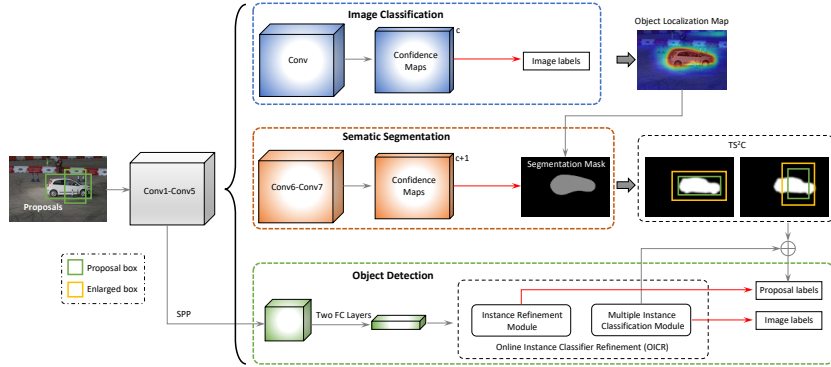 Image Classification
Conv
Confidence
Maps
c
Image labels
Object Localization Map
Sematic Segmentation
Conv6-Conv7
Confidence
Maps
c+1
Segmentation Mask
TS²C
Proposals
Conv1-Conv5
Proposal box
Enlarged box
SPP
Object Detection
Two FC Layers
Instance Refinement
Module
Multiple Instance
Classification Module
Online Instance Classifier Refinement (OICR)
Proposal labels
Image labels